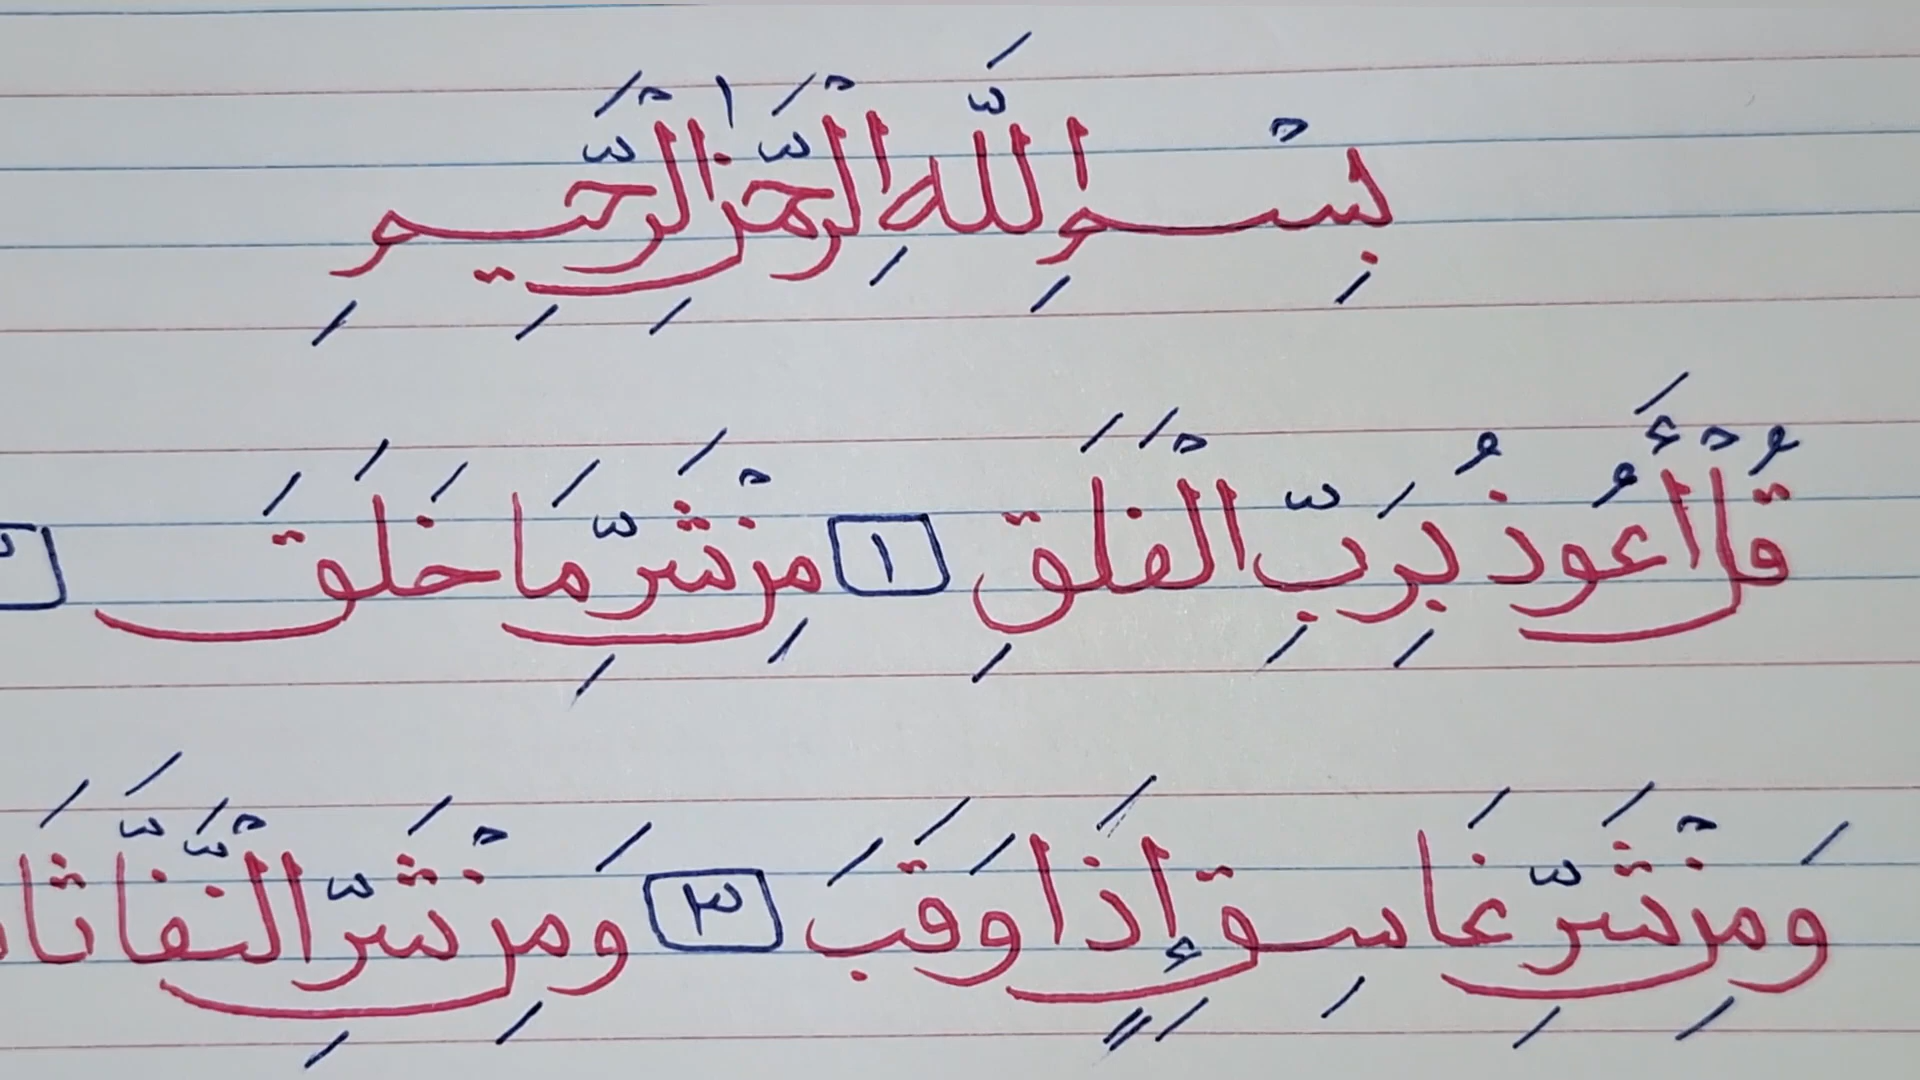 بِسْمِ اللَّهِ الرَّحْمَٰنِ الرَّحِيمِ
قُلْ أَعُوذُ بِرَبِّ الْفَلَقِ ١ مِنْ شَرِّ مَا خَلَقَ
وَمِنْ شَرِّ غَاسِقٍ إِذَا وَقَبَ ٣ وَمِنْ شَرِّ النَّفَّاثَا